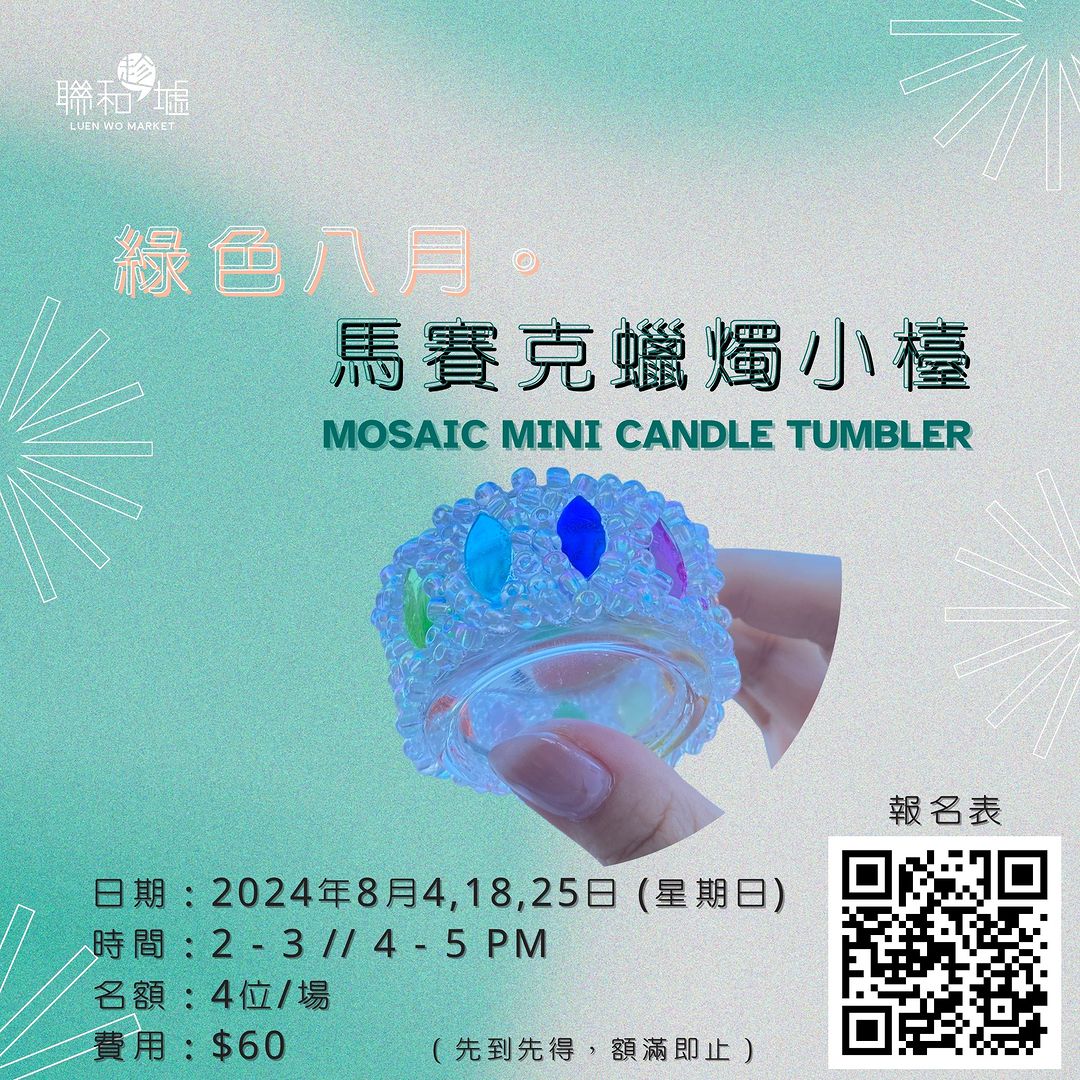 聯和趁墟
LUEN WO MARKET
綠色八月。
馬賽克蠟燭小檯
MOSAIC MINI CANDLE TUMBLER
報名表
日期：2024年8月4,18,25日 (星期日)
時間：2 - 3 // 4 - 5 PM
名額：4位/場
費用：$60
(先到先得，額滿即止)